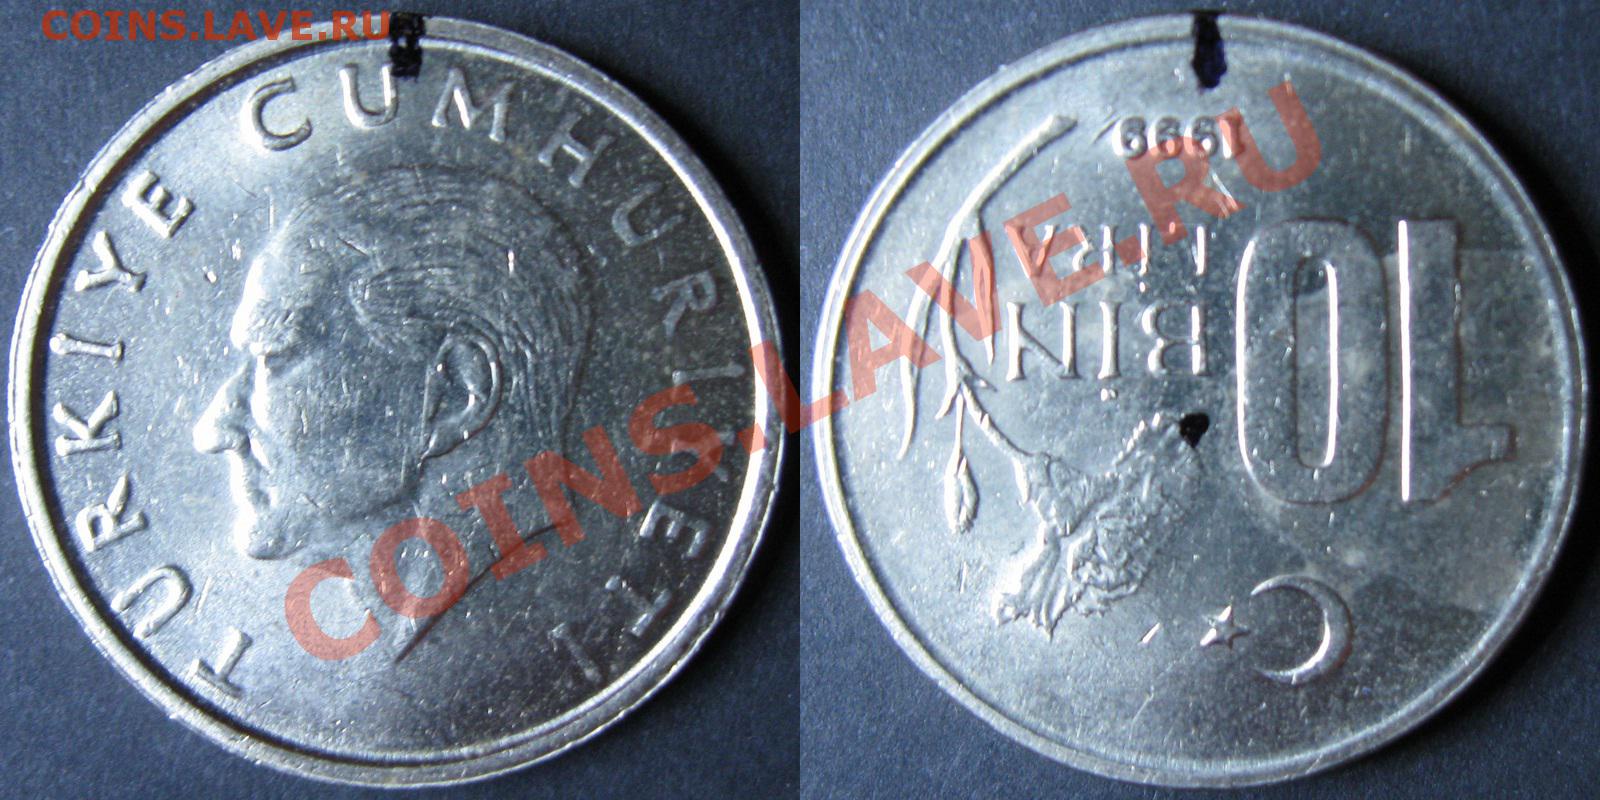 COINS.LAVE.RU
TÜRKİYE CUMHURİYETİ
COINS.LAVE.RU
1999
LİRA
BİN
10